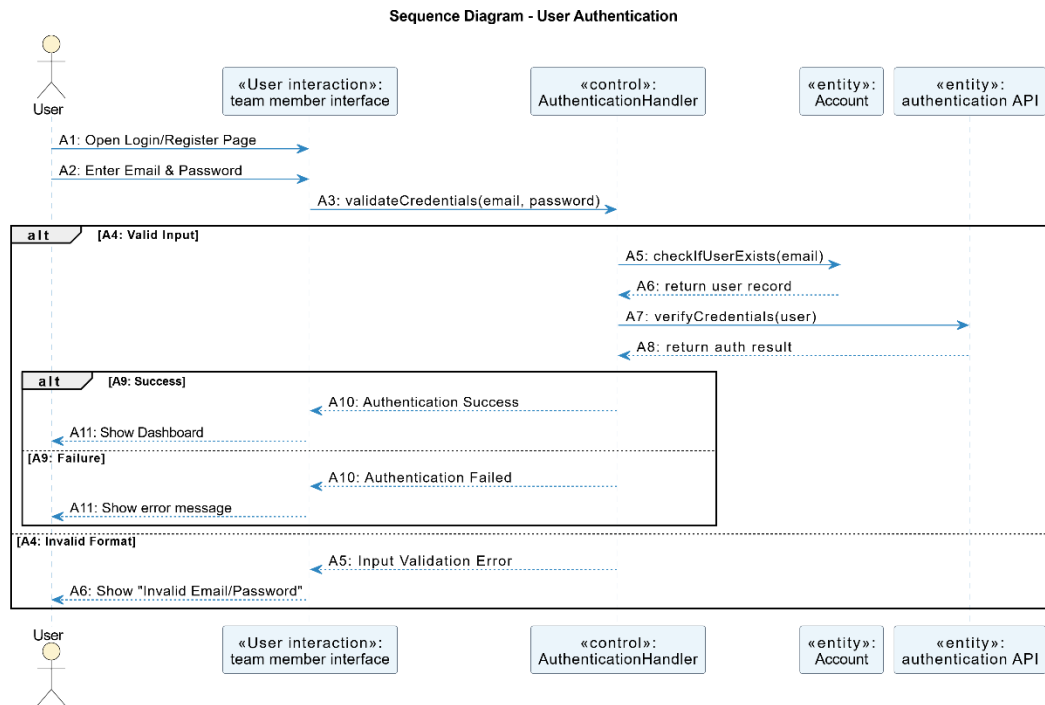 Sequence Diagram - User Authentication
User
«User interaction»:
team member interface
«control»:
AuthenticationHandler
«entity»:
Account
«entity»:
authentication API
A1: Open Login/Register Page
A2: Enter Email & Password
A3: validateCredentials(email, password)
alt
[A4: Valid Input]
A5: checkIfUserExists(email)
A6: return user record
A7: verifyCredentials(user)
A8: return auth result
alt
[A9: Success]
A10: Authentication Success
A11: Show Dashboard
[A9: Failure]
A10: Authentication Failed
A11: Show error message
[A4: Invalid Format]
A5: Input Validation Error
A6: Show "Invalid Email/Password"
User
«User interaction»:
team member interface
«control»:
AuthenticationHandler
«entity»:
Account
«entity»:
authentication API